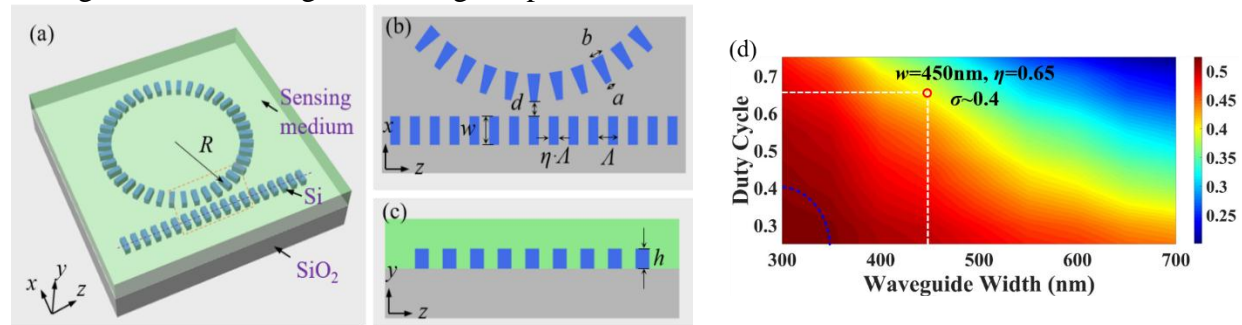 (a)
Sensing
medium
R
Si
SiO2
x
y
z
(b)
b
a
d
w
x
z
η·Λ
Λ
(c)
h
y
z
(d)
w=450nm, η=0.65
σ~0.4
Duty Cycle
0.7
0.6
0.5
0.4
0.3
300 400 500 600 700
Waveguide Width (nm)
0.5
0.45
0.4
0.35
0.3
0.25